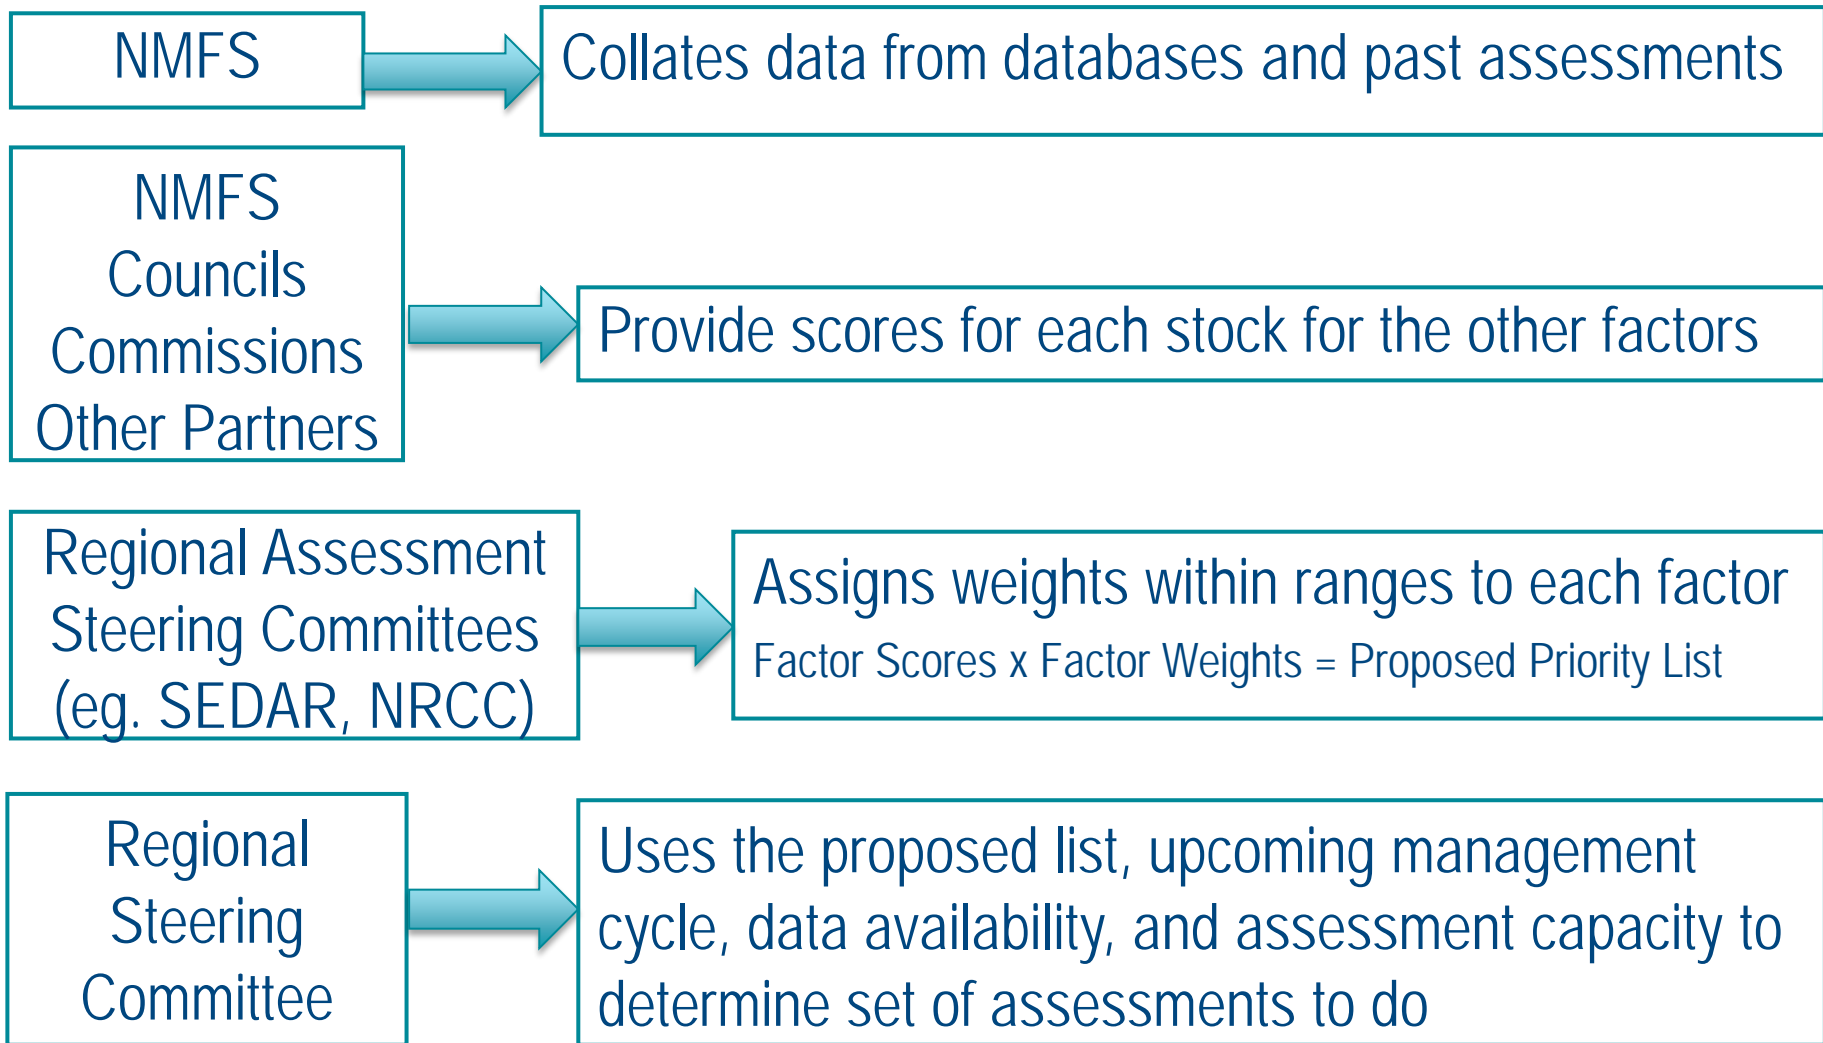 NMFS
Collates data from databases and past assessments
NMFS
Councils
Commissions
Other Partners
Provide scores for each stock for the other factors
Regional Assessment
Steering Committees
(eg. SEDAR, NRCC)
Assigns weights within ranges to each factor
Factor Scores x Factor Weights = Proposed Priority List
Regional
Steering
Committee
Uses the proposed list, upcoming management
cycle, data availability, and assessment capacity to
determine set of assessments to do